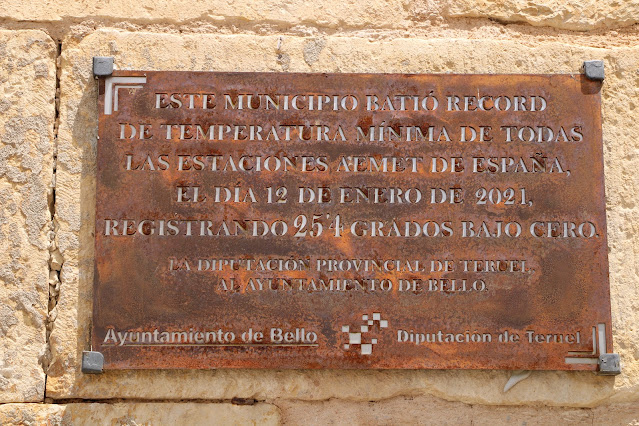 ESTE MUNICIPIO BATIÓ RECORD
DE TEMPERATURA MÍNIMA DE TODAS
LAS ESTACIONES AEMET DE ESPAÑA,
EL DÍA 12 DE ENERO DE 2021,
REGISTRANDO 25'4 GRADOS BAJO CERO.
LA DIPUTACIÓN PROVINCIAL DE TERUEL
AL AYUNTAMIENTO DE BELLO.
Ayuntamiento de Bello
Diputación de Teruel